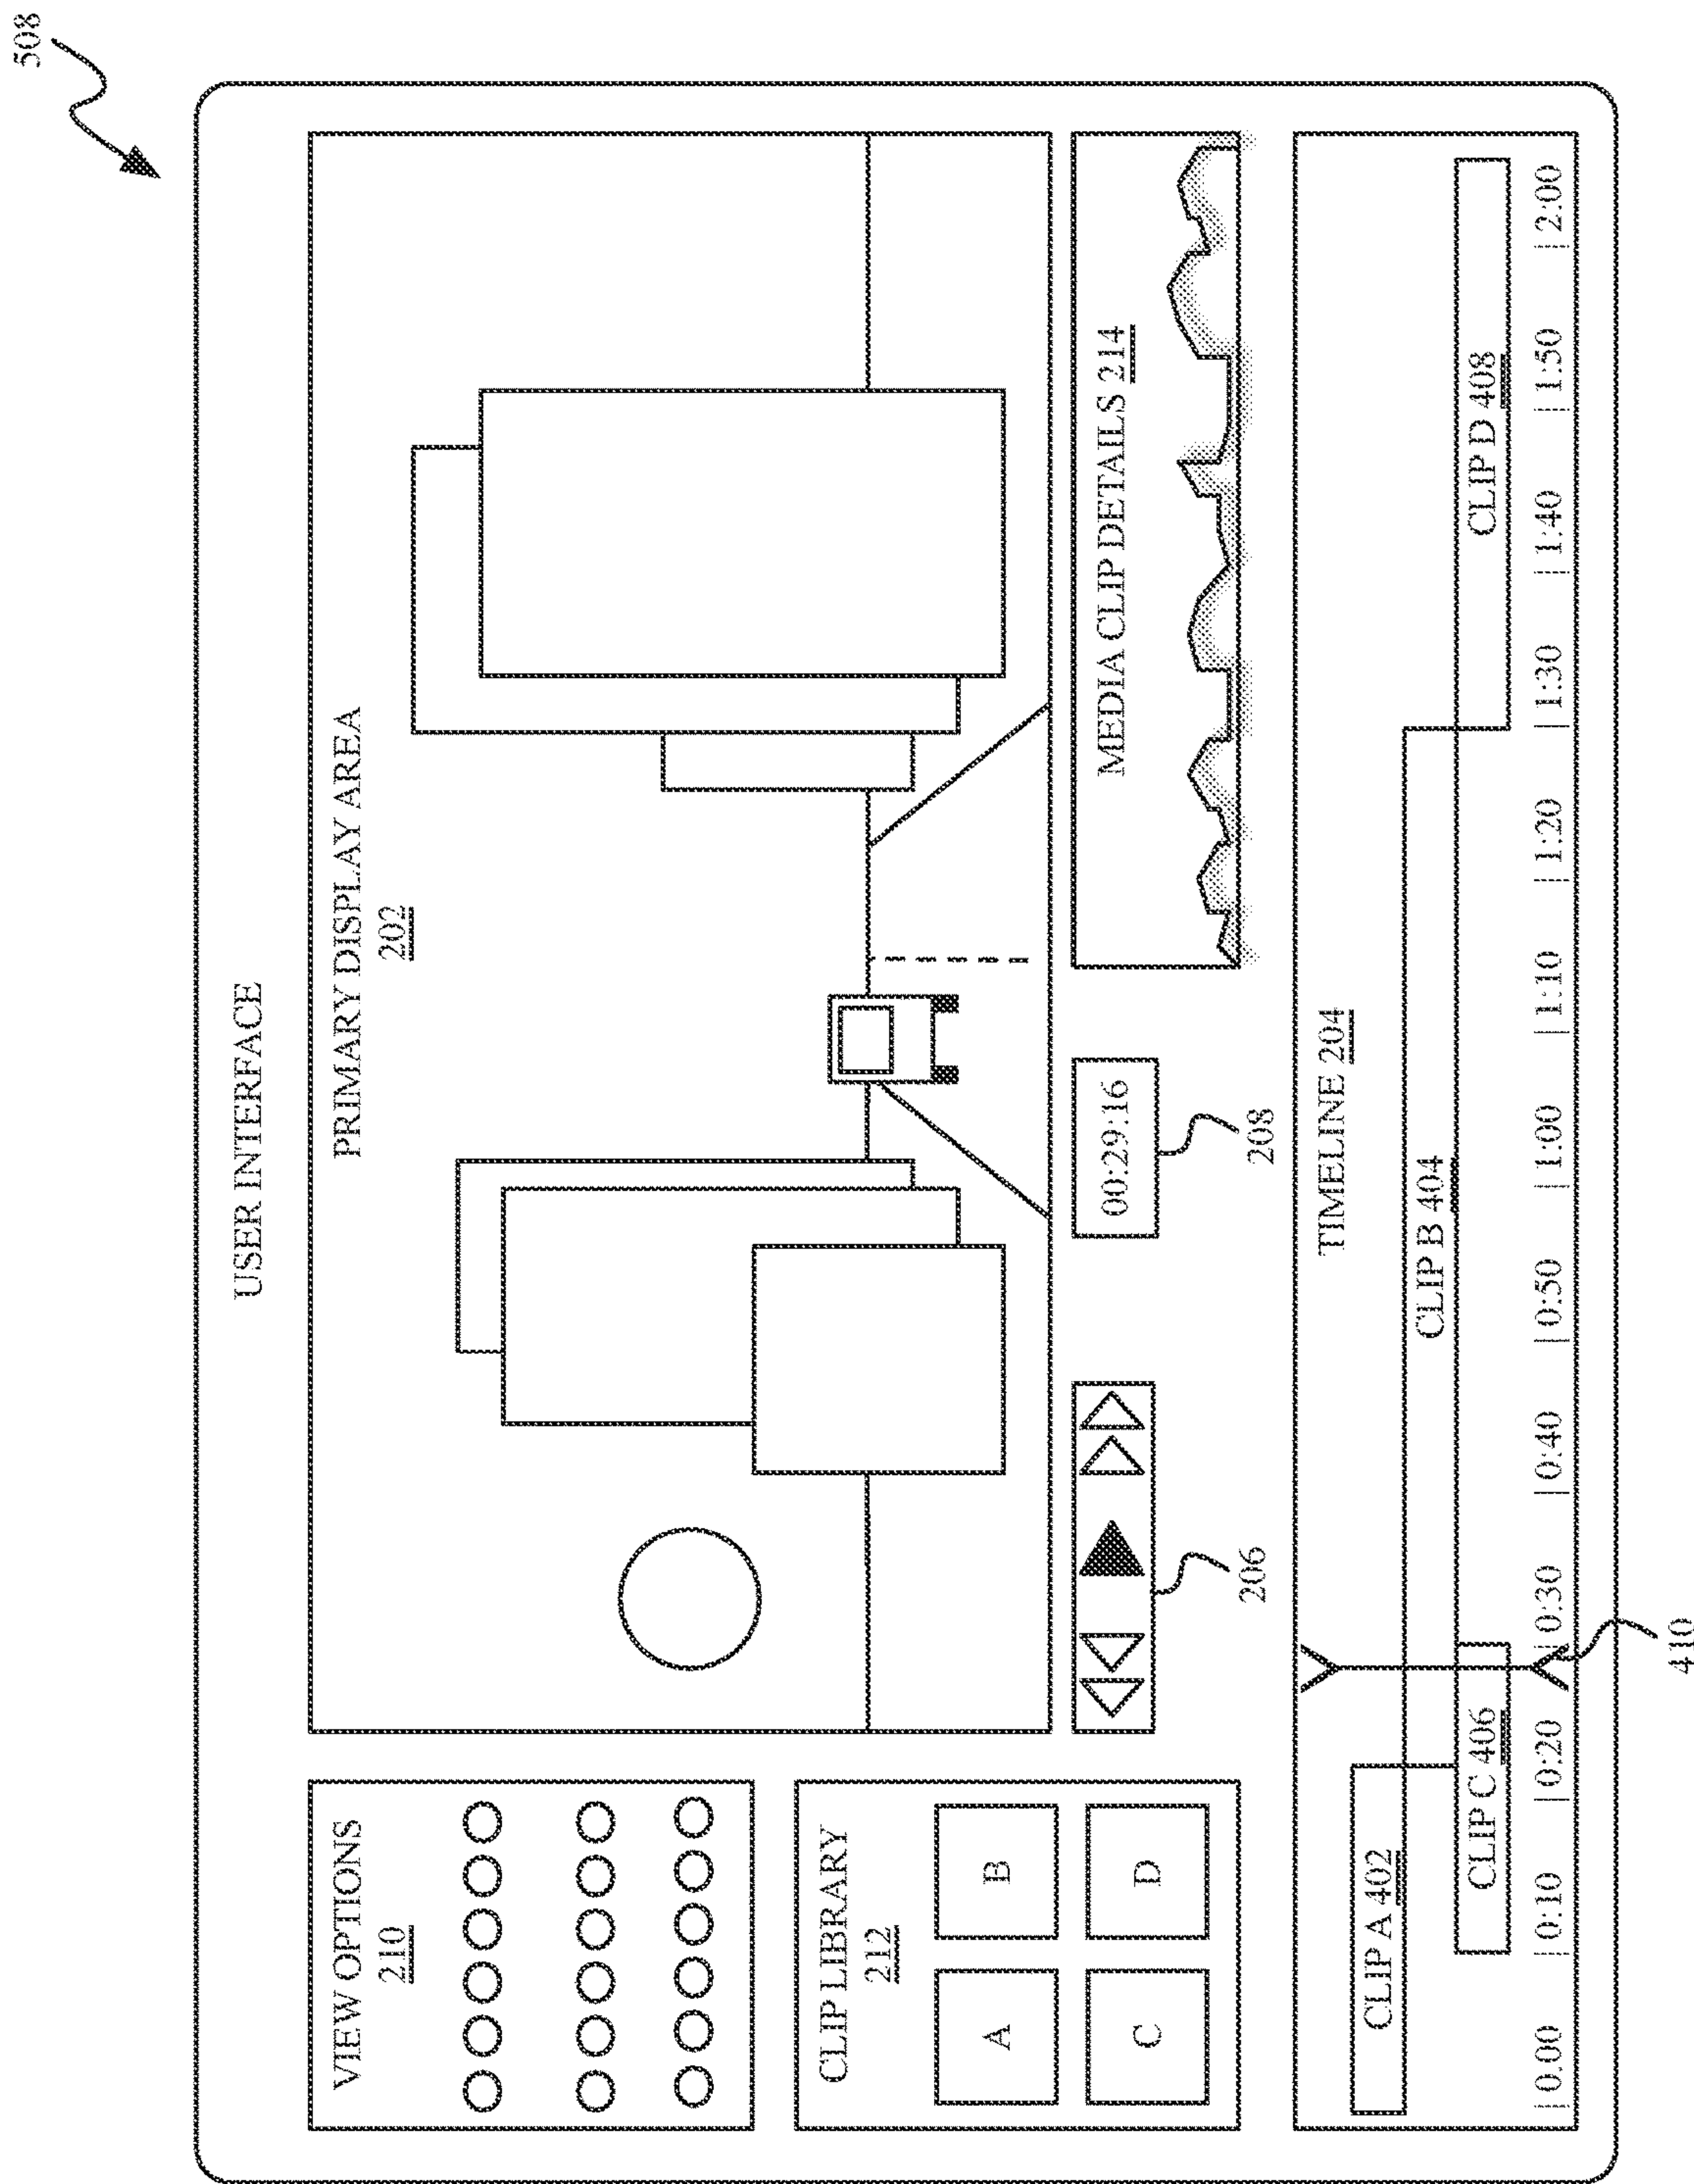 508
USER INTERFACE
VIEW OPTIONS
210
PRIMARY DISPLAY AREA
202
CLIP LIBRARY
212
A
B
C
D
206
00:29:16
208
MEDIA CLIP DETAILS 214
TIMELINE 204
CLIP A 402
CLIP B 404
CLIP C 406
CLIP D 408
|0:00 |0:10 |0:20 |0:30 |0:40 |0:50 |1:00 |1:10 |1:20 |1:30 |1:40 |1:50 |2:00
410